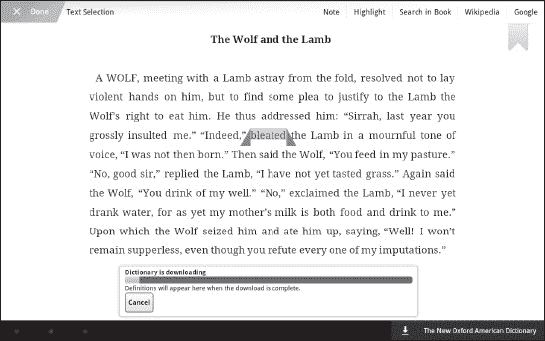 Done Text Selection Note Highlight Search in Book Wikipedia Google
The Wolf and the Lamb
A WOLF, meeting with a Lamb astray from the fold, resolved not to lay
violent hands on him, but to find some plea to justify to the Lamb the
Wolf's right to eat him. He thus addressed him: “Sirrah, last year you
grossly insulted me.” “Indeed,” bleated the Lamb in a mournful tone of
voice, “I was not then born.” Then said the Wolf, “You feed in my pasture.”
“No, good sir,” replied the Lamb, “I have not yet tasted grass.” Again said
the Wolf, “You drink of my well.” “No,” exclaimed the Lamb, “I never yet
drank water, for as yet my mother’s milk is both food and drink to me.”
Upon which the Wolf seized him and ate him up, saying, “Well! I won’t
remain supperless, even though you refute every one of my imputations.”
Dictionary is downloading
Definitions will appear here when the download is complete.
Cancel
The New Oxford American Dictionary